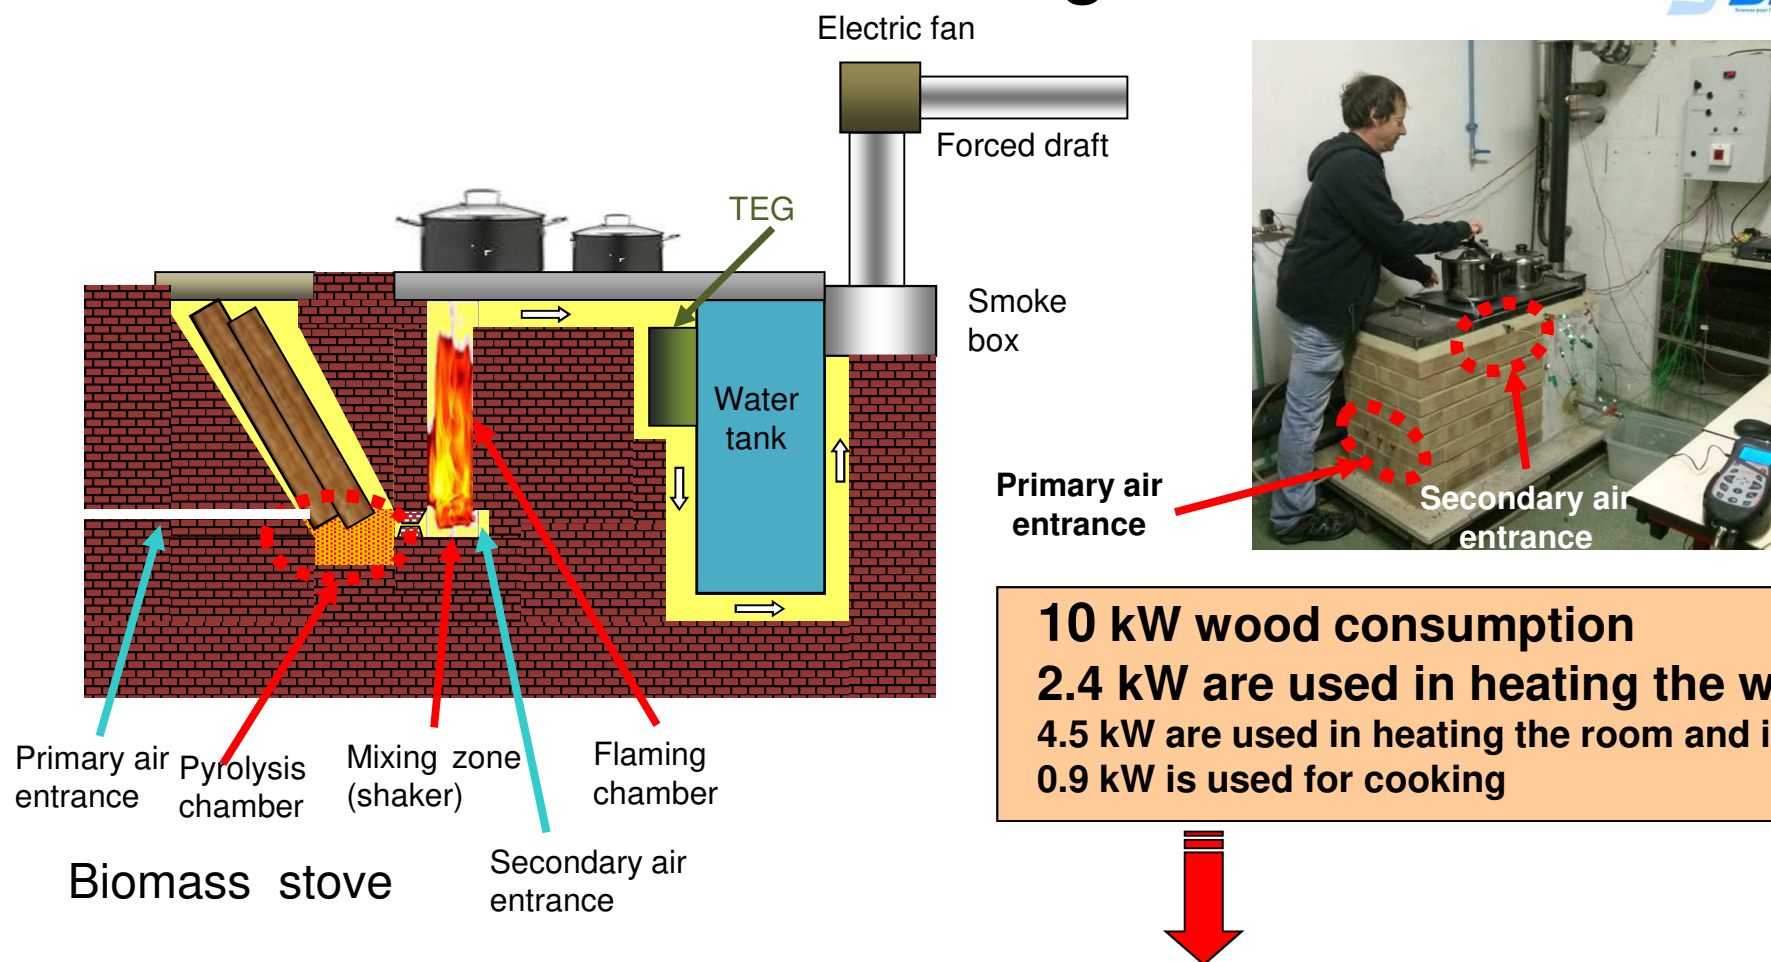 Electric fan
Forced draft
TEG
Smoke
box
Water
tank
Primary air
entrance
Secondary air
entrance
Primary air
entrance
Pyrolysis
chamber
Mixing zone
(shaker)
Flaming
chamber
Secondary air
entrance
Biomass stove
10 kW wood consumption
2.4 kW are used in heating the w
4.5 kW are used in heating the room and i
0.9 kW is used for cooking